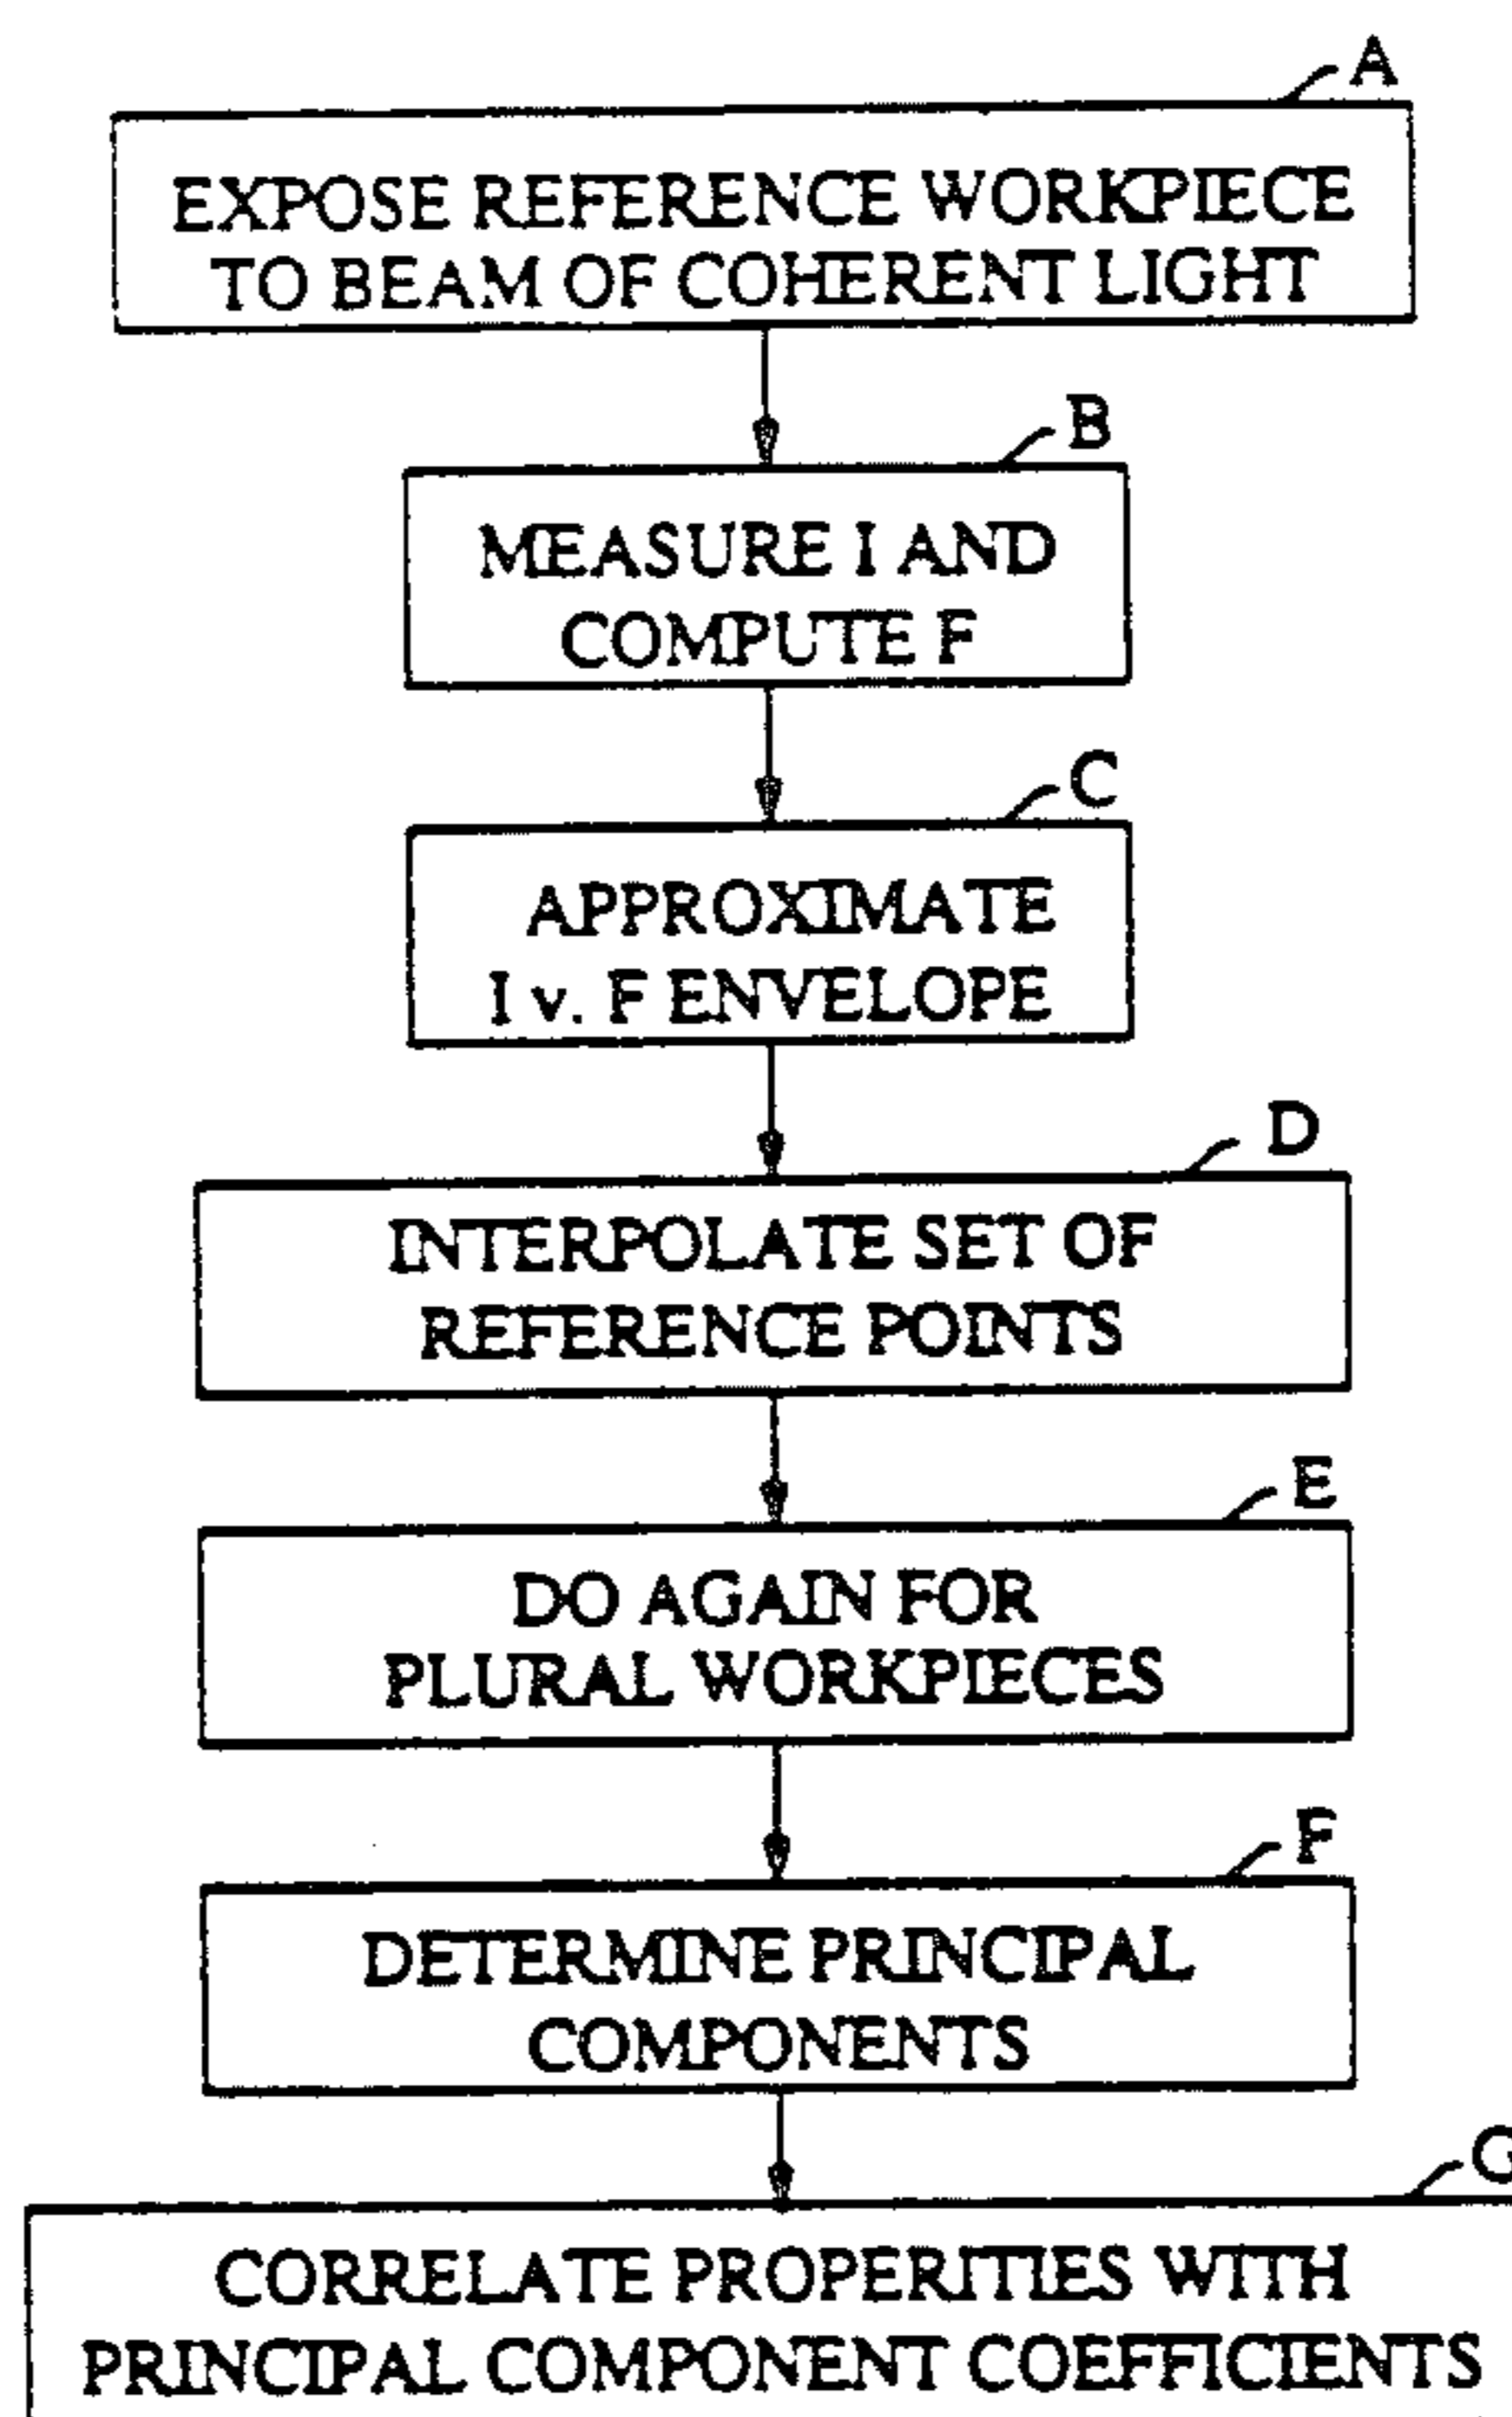 A
EXPOSE REFERENCE WORKPIECE
TO BEAM OF COHERENT LIGHT
B
MEASURE I AND
COMPUTE F
C
APPROXIMATE
I v. F ENVELOPE
D
INTERPOLATE SET OF
REFERENCE POINTS
E
DO AGAIN FOR
PLURAL WORKPIECES
F
DETERMINE PRINCIPAL
COMPONENTS
G
CORRELATE PROPERITIES WITH
PRINCIPAL COMPONENT COEFFICIENTS